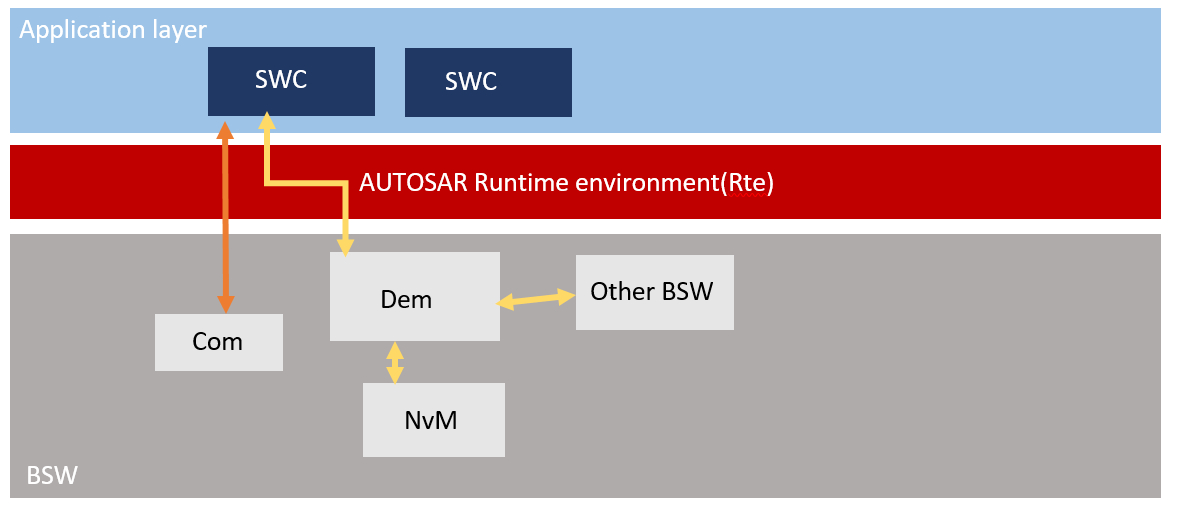 Application layer
SWC
SWC
AUTOSAR Runtime environment(Rte)
Dem
Other BSW
Com
NvM
BSW